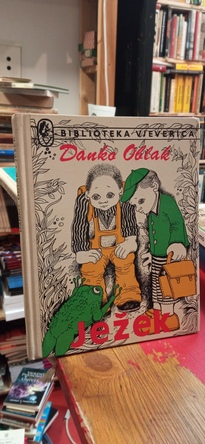 BIBLIOTEKA VJEVERICA
Danko Oblak
Ježek